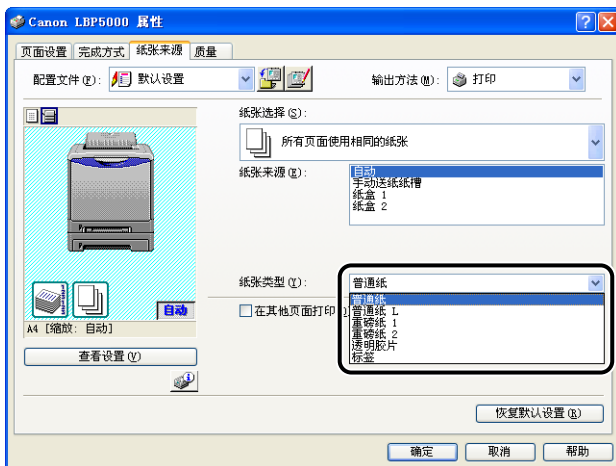 Canon LBP5000 属性
页面设置 完成方式 纸张来源 质量
配置文件(F): 默认设置 输出方法(M): 打印
纸张选择(S):
所有页面使用相同的纸张
纸张来源(E):
自动
手动送纸纸槽
纸盒 1
纸盒 2
纸张类型(Y): 普通纸
普通纸
普通纸 L
重磅纸 1
重磅纸 2
透明胶片
标签
在其他页面打印
自动
A4 [缩放: 自动]
查看设置(V)
恢复默认设置(R)
确定 取消 帮助